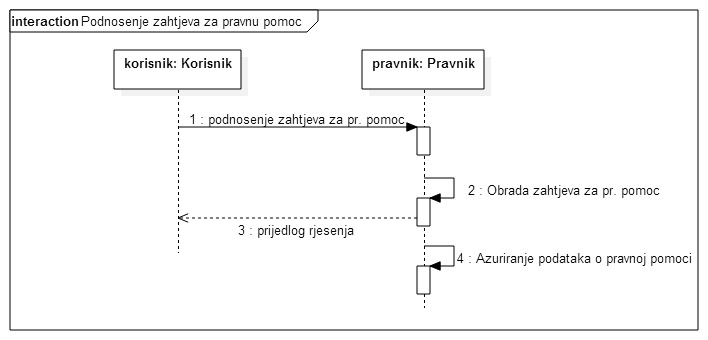 interaction Podnosenje zahtjeva za pravnu pomoc
korisnik: Korisnik
pravnik: Pravnik
1 : podnosenje zahtjeva za pr. pomoc
2 : Obrada zahtjeva za pr. pomoc
3 : prijedlog rjesenja
4 : Azuriranje podataka o pravnoj pomoci